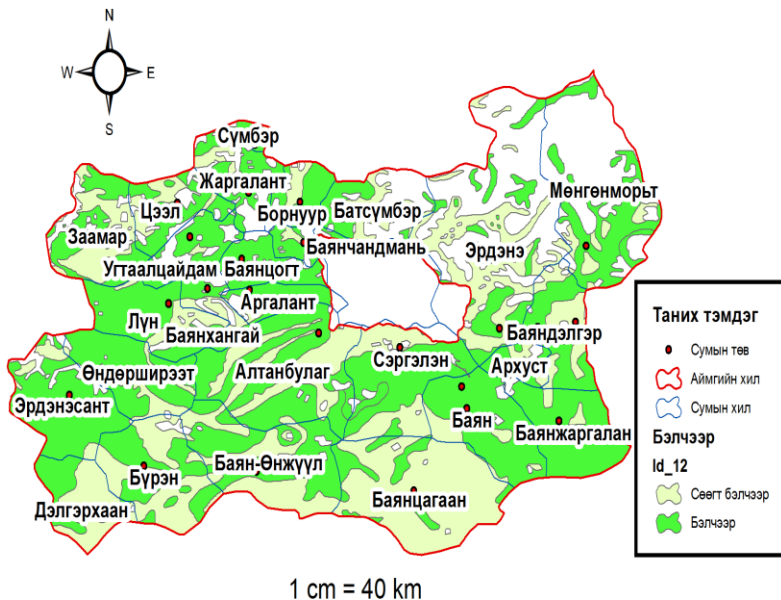 N
W
E
S
Сүмбэр
Жаргалант
Мөнгөнморьт
Цээл
Борнуур
Батсүмбэр
Заамар
Баянчандмань
Эрдэнэ
Угтаалцайдам
Баянцогт
Аргалант
Лүн
Баянхангай
Баяндэлгэр
Сэргэлэн
Архуст
Өндөрширээт
Алтанбулаг
Эрдэнэсант
Баян
Баянжаргалан
Бүрэн
Баян-Өнжүүл
Баянцагаан
Дэлгэрхаан
Таних тэмдэг
Сумын төв
Аймгийн хил
Сумын хил
Бэлчээр
Id_12
Сөөгт бэлчээр
Бэлчээр
1 cm = 40 km